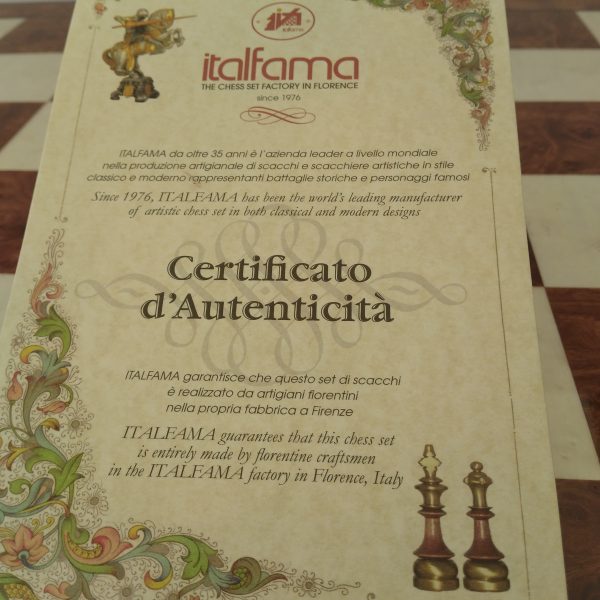 italfama
italfama
THE CHESS SET FACTORY IN FLORENCE
since 1976
ITALFAMA da oltre 35 anni è l'azienda leader a livello mondiale
nella produzione artigianale di scacchi e scacchiere artistiche in stile
classico e moderno rappresentanti battaglie storiche e personaggi famosi
Since 1976, ITALFAMA has been the world's leading manufacturer
of artistic chess set in both classical and modern designs
Certificato
d'Autenticità
ITALFAMA garantisce che questo set di scacchi
è realizzato da artigiani fiorentini
nella propria fabbrica a Firenze
ITALFAMA guarantees that this chess set
is entirely made by florentine craftsmen
in the ITALFAMA factory in Florence, Italy